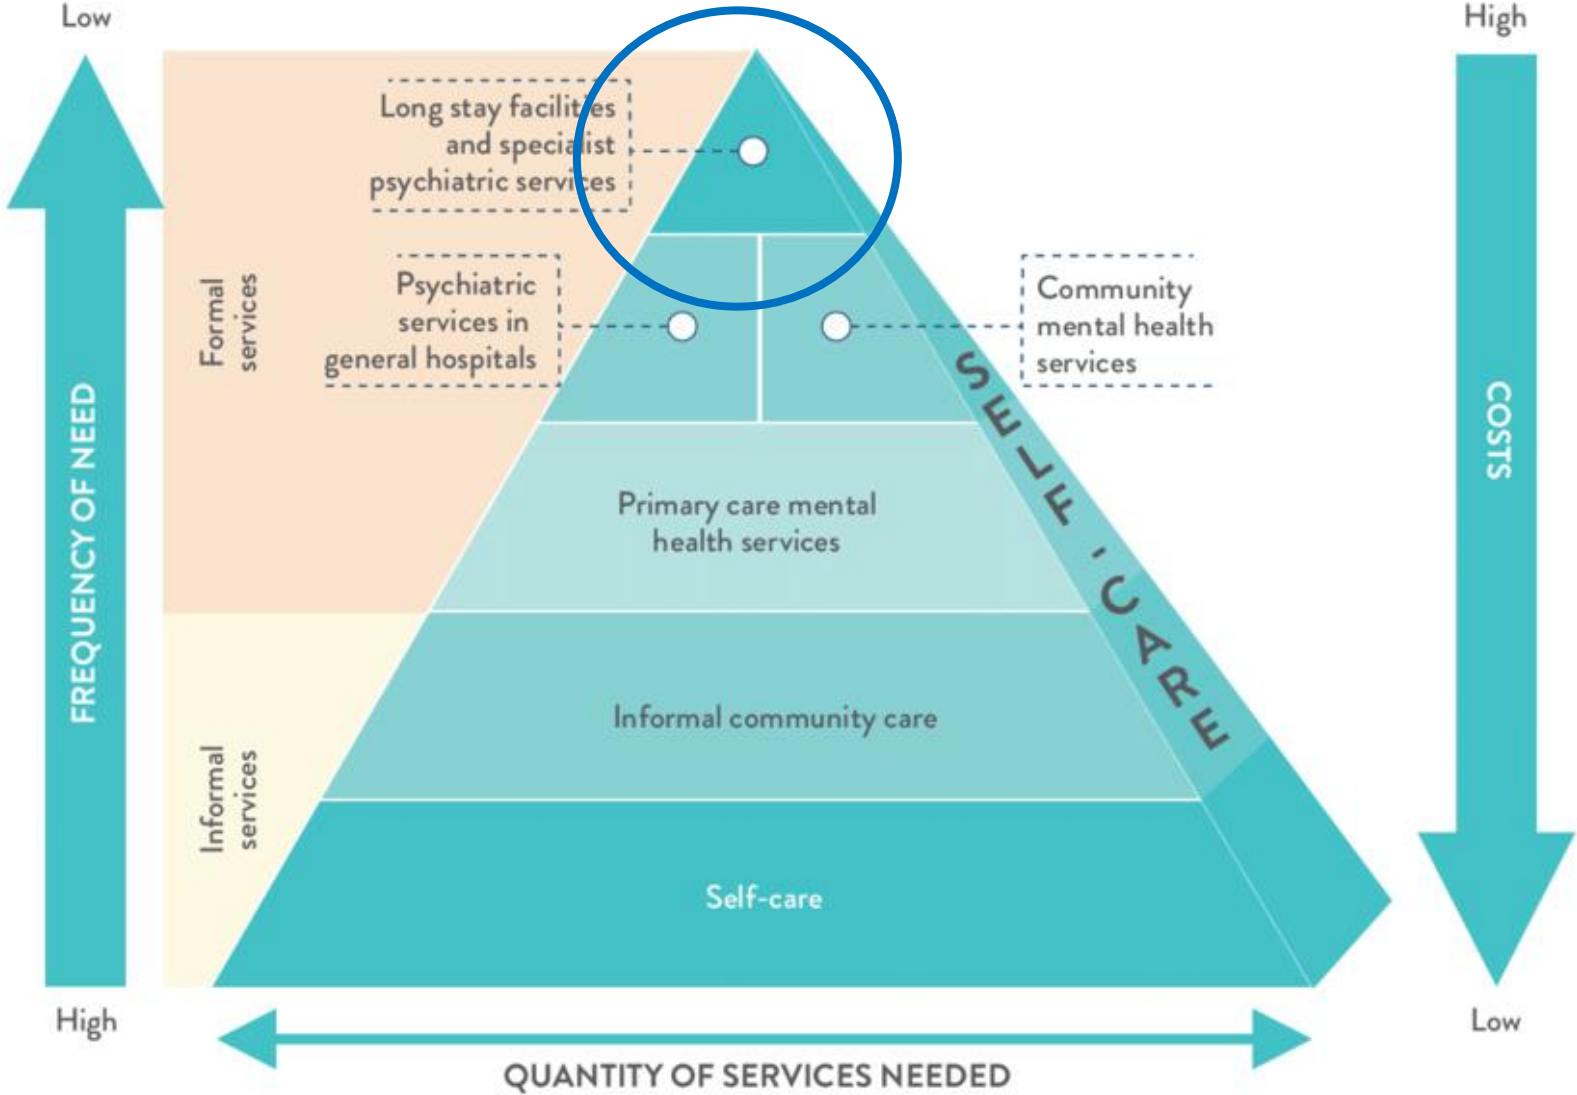 Low
High
Long stay facilities
and specialist
psychiatric services
Psychiatric
services in
general hospitals
Community
mental health
services
Formal
services
FREQUENCY OF NEED
COSTS
SELF-CARE
Primary care mental
health services
Informal community care
Informal
services
Self-care
High
Low
QUANTITY OF SERVICES NEEDED